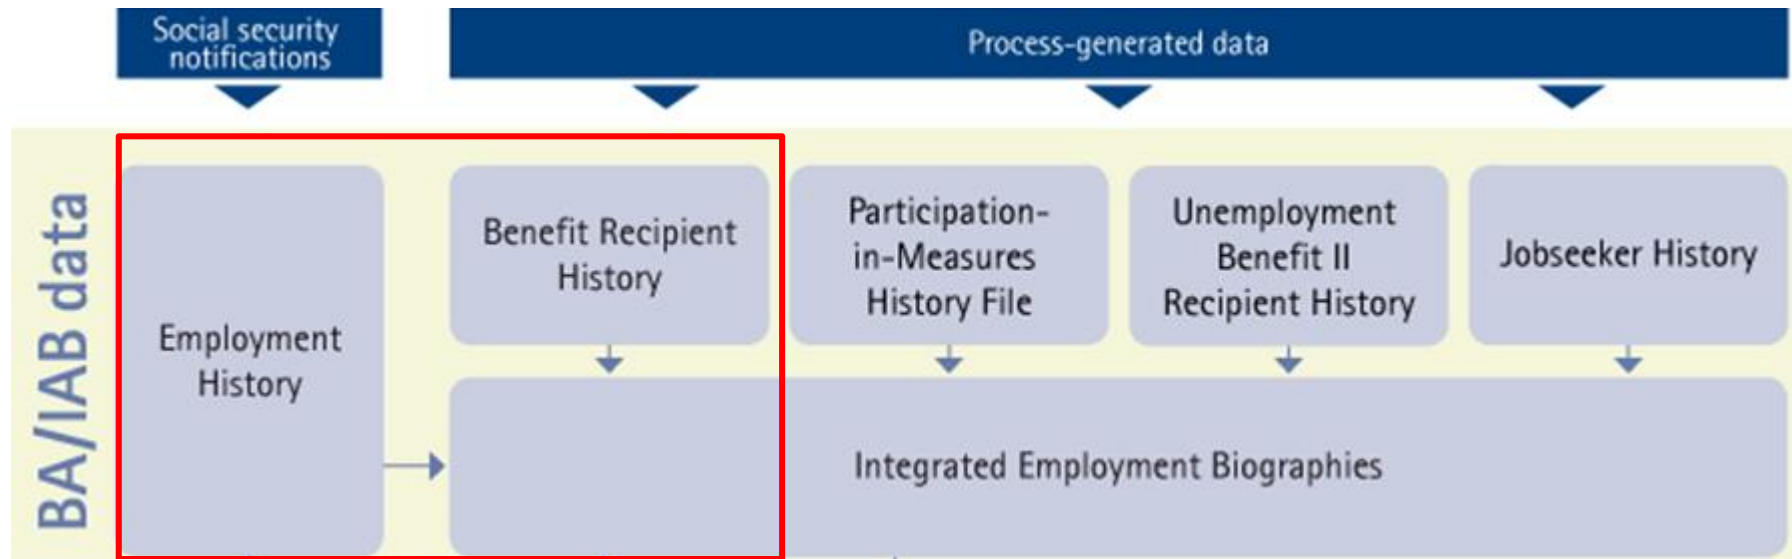 Social security
notifications
Process-generated data
BA/IAB data
Employment
History
Benefit Recipient
History
Participation-
in-Measures
History File
Unemployment
Benefit II
Recipient History
Jobseeker History
Integrated Employment Biographies